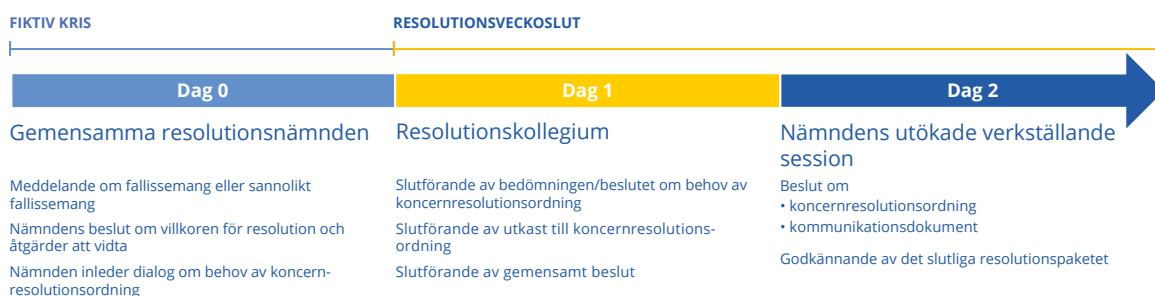 FIKTIV KRIS
RESOLUTIONSVECKOSLUT
Dag 0
Dag 1
Dag 2
Gemensamma resolutionsnämnden
Meddelande om fallissemang eller sannolikt
fallissemang
Nämndens beslut om villkoren för resolution och
åtgärder att vidta
Nämnden inleder dialog om behov av koncern-
resolutionsordning
Resolutionskollegium
Slutförande av bedömningen/beslutet om behov av
koncernresolutionsordning
Slutförande av utkast till koncernresolutions-
ordning
Slutförande av gemensamt beslut
Nämndens utökade verkställande
session
Beslut om
• koncernresolutionsordning
• kommunikationsdokument
Godkännande av det slutliga resolutionspaketet